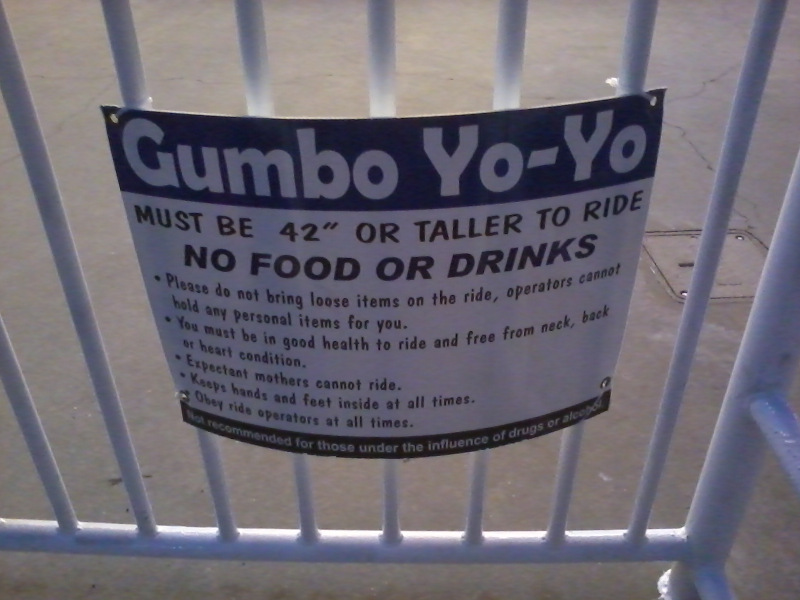 Gumbo Yo-Yo
MUST BE 42" OR TALLER TO RIDE
NO FOOD OR DRINKS
• Please do not bring loose items on the ride, operators cannot
hold any personal items for you.
• You must be in good health to ride and free from neck, back
or heart condition.
• Expectant mothers cannot ride.
• Keeps hands and feet inside at all times.
• Obey ride operators at all times.
Not recommended for those under the influence of drugs or alcohol.